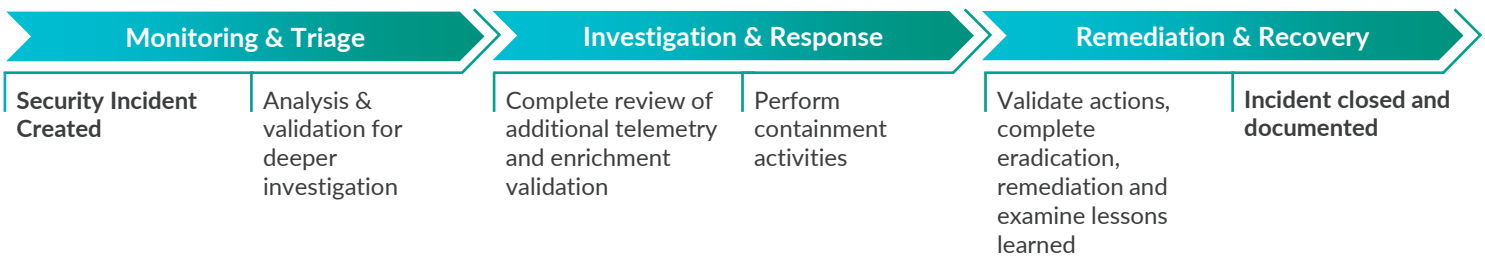 Monitoring & Triage
Security Incident
Created
Analysis &
validation for
deeper
investigation
Investigation & Response
Complete review of
additional telemetry
and enrichment
validation
Perform
containment
activities
Remediation & Recovery
Validate actions,
complete
eradication,
remediation and
examine lessons
learned
Incident closed and
documented